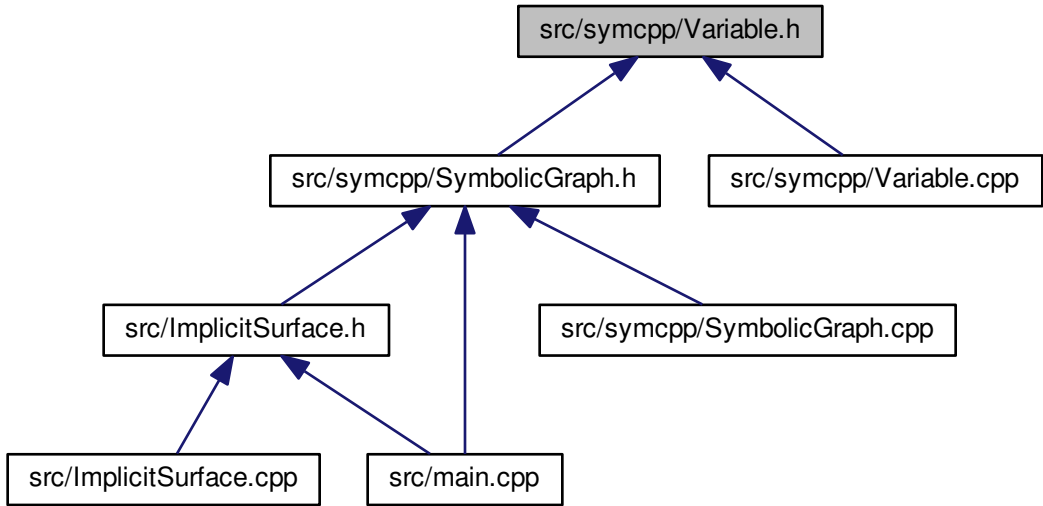 src/symcpp/Variable.h
src/symcpp/SymbolicGraph.h
src/symcpp/Variable.cpp
src/ImplicitSurface.h
src/symcpp/SymbolicGraph.cpp
src/ImplicitSurface.cpp
src/main.cpp